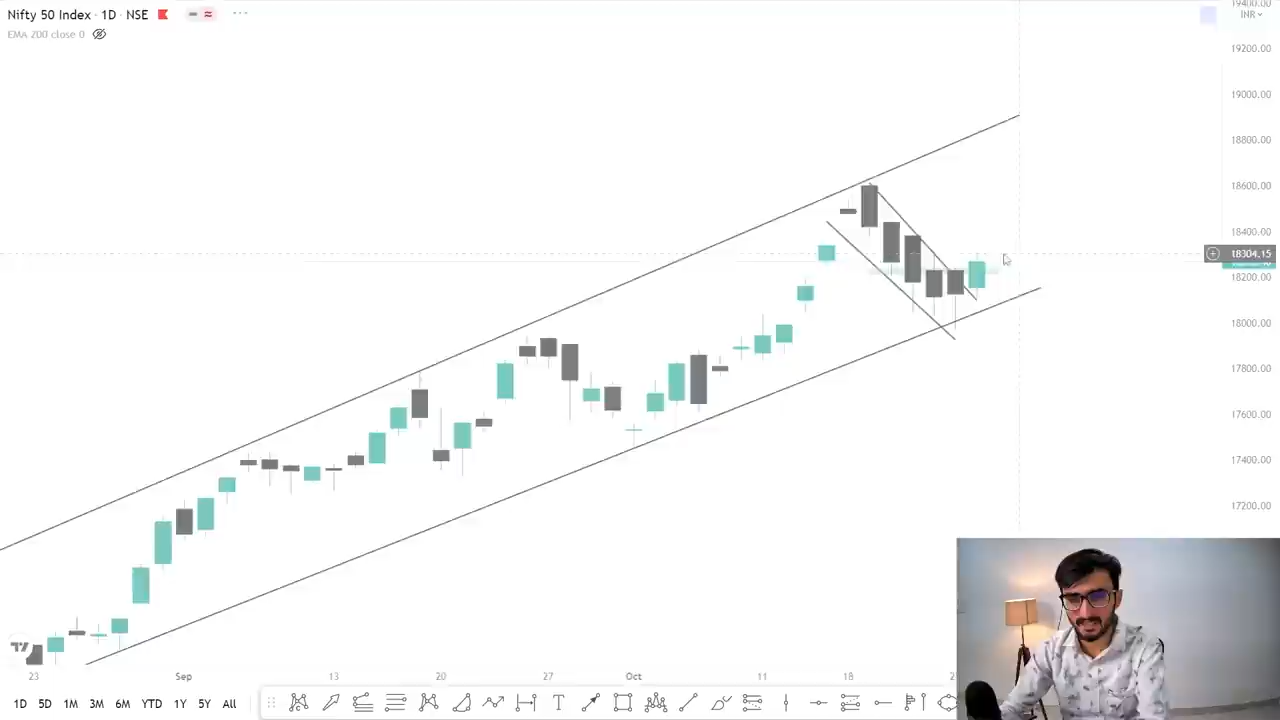 Nifty 50 Index · 1D · NSE
EMA 200 close 0
INR
19400.00
19200.00
19000.00
18800.00
18600.00
18400.00
18304.15
18200.00
18000.00
17800.00
17600.00
17400.00
17200.00
23 Sep 13 20 27 Oct 11 18
1D 5D 1M 3M 6M YTD 1Y 5Y All